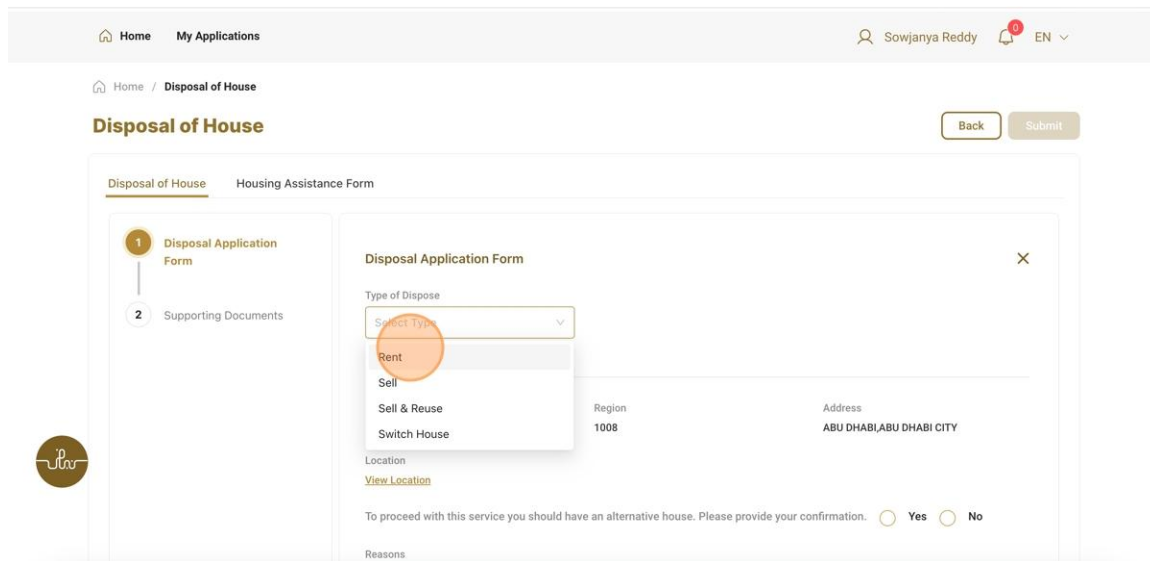 Home My Applications Sowjanya Reddy 0 EN
Home / Disposal of House
Disposal of House Back Submit
Disposal of House Housing Assistance Form
1 Disposal Application
Form
2 Supporting Documents
Disposal Application Form
Type of Dispose
Select Type
Rent
Sell
Sell & Reuse
Switch House
Region Address
1008 ABU DHABI,ABU DHABI CITY
Location
View Location
To proceed with this service you should have an alternative house. Please provide your confirmation. Yes No
Reasons